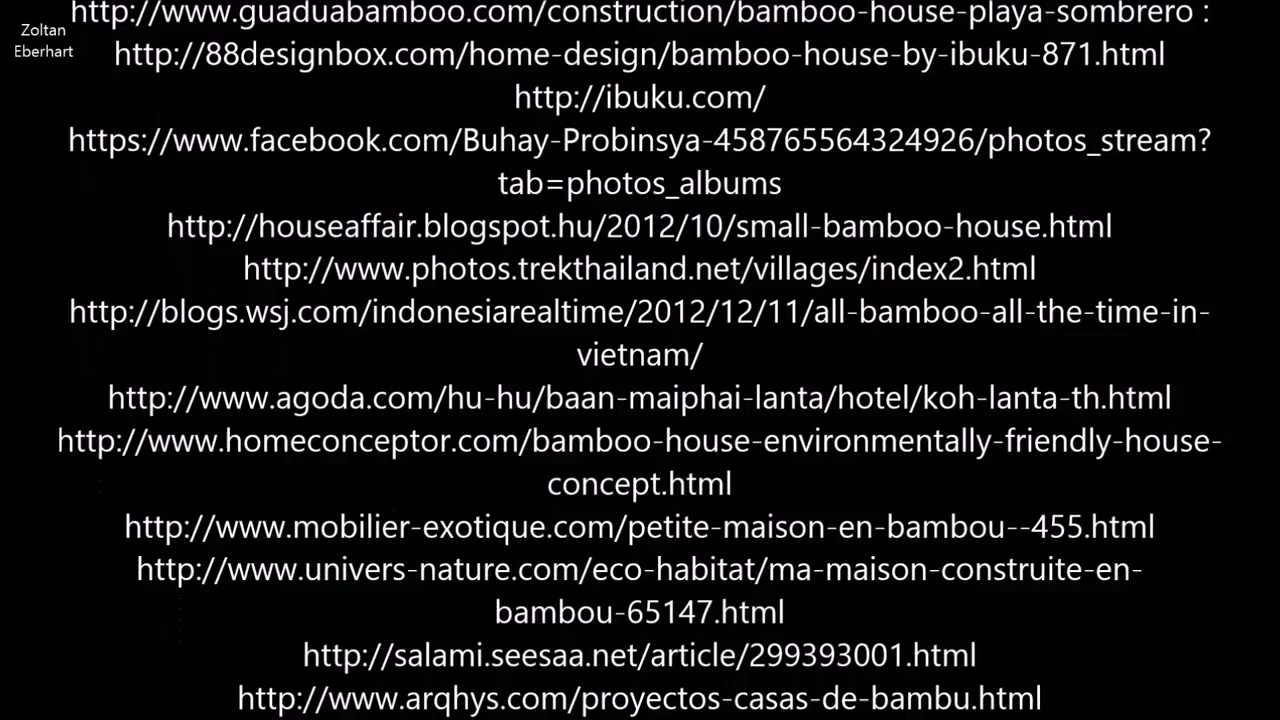 http://www.guaduabamboo.com/construction/bamboo-house-playa-sombrero :
Zoltan
Eberhart
http://88designbox.com/home-design/bamboo-house-by-ibuku-871.html
http://ibuku.com/
https://www.facebook.com/Buhay-Probinsya-458765564324926/photos_stream?
tab=photos_albums
http://houseaffair.blogspot.hu/2012/10/small-bamboo-house.html
http://www.photos.trekthailand.net/villages/index2.html
http://blogs.wsj.com/indonesiarealtime/2012/12/11/all-bamboo-all-the-time-in-
vietnam/
http://www.agoda.com/hu-hu/baan-maiphai-lanta/hotel/koh-lanta-th.html
http://www.homeconceptor.com/bamboo-house-environmentally-friendly-house-
concept.html
http://www.mobilier-exotique.com/petite-maison-en-bambou--455.html
http://www.univers-nature.com/eco-habitat/ma-maison-construite-en-
bambou-65147.html
http://salami.seesaa.net/article/299393001.html
http://www.arqhys.com/proyectos-casas-de-bambu.html